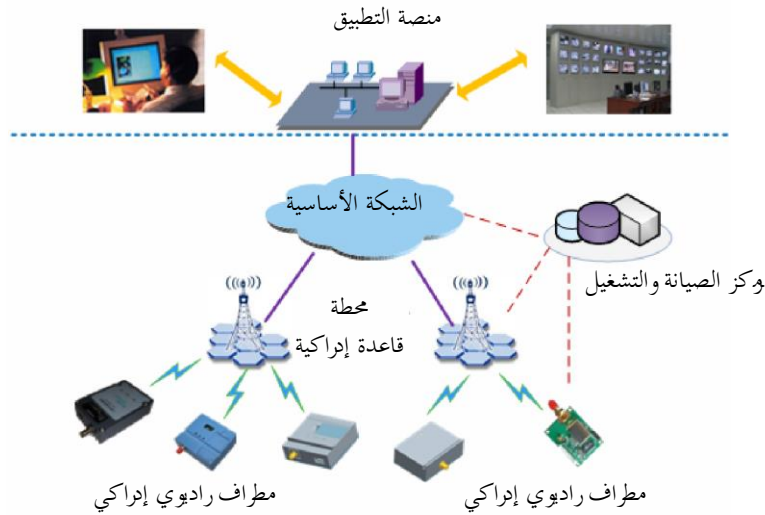 منصة التطبيق
الشبكة الأساسية
مركز الصيانة والتشغيل
محطة
قاعدة إدراكية
مطراف راديوي إدراكي
مطراف راديوي إدراكي